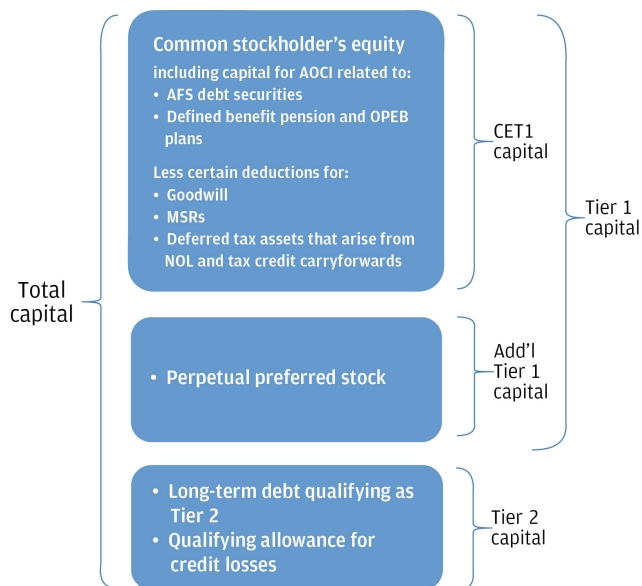 Common stockholder's equity
including capital for AOCI related to:
• AFS debt securities
• Defined benefit pension and OPEB
plans
Less certain deductions for:
• Goodwill
• MSRs
• Deferred tax assets that arise from
NOL and tax credit carryforwards
CET1
capital
Tier 1
capital
Total
capital
• Perpetual preferred stock
Add'l
Tier 1
capital
• Long-term debt qualifying as
Tier 2
• Qualifying allowance for
credit losses
Tier 2
capital